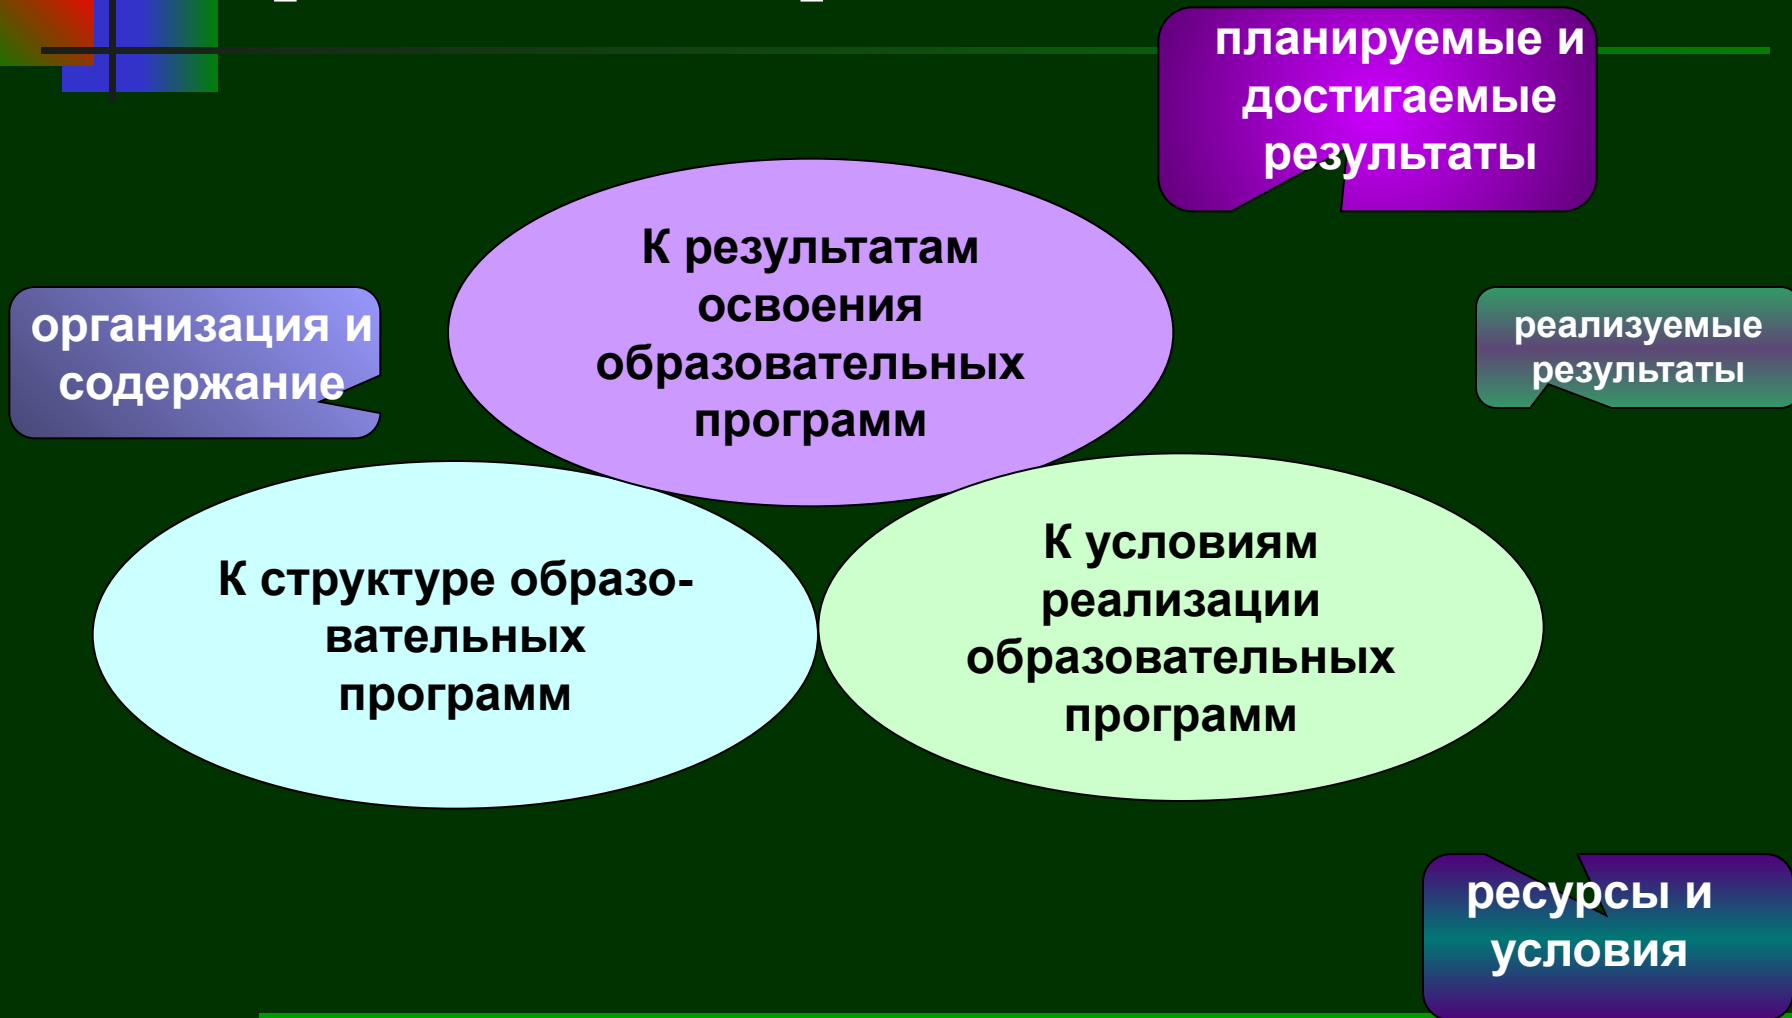 планируемые и
достигаемые
результаты
К результатам
освоения
образовательных
программ
организация и
содержание
реализуемые
результаты
К структуре образо-
вательных
программ
К условиям
реализации
образовательных
программ
ресурсы и
условия